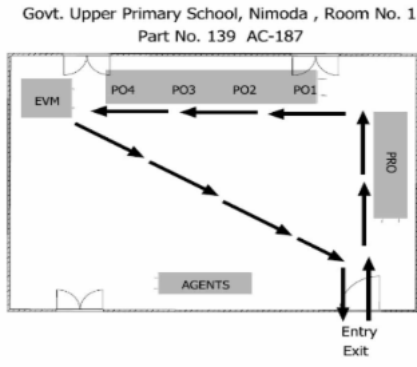 Govt. Upper Primary School, Nimoda , Room No. 1
Part No. 139 AC-187
EVM
PO4 PO3 PO2 PO1
PRO
AGENTS
Entry
Exit